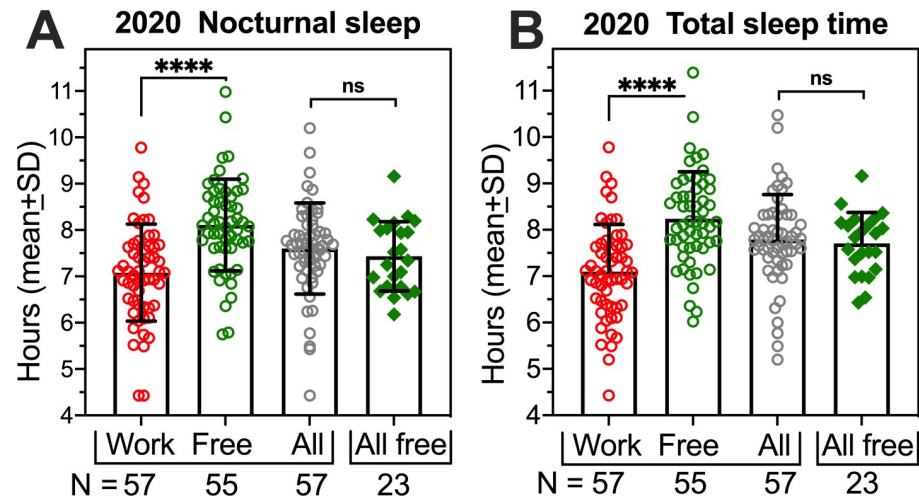 A 2020 Nocturnal sleep
Hours (mean±SD)
11
10
9
8
7
6
5
4
**** ns
Work Free All All free
N = 57 55 57 23
B 2020 Total sleep time
Hours (mean±SD)
11
10
9
8
7
6
5
4
**** ns
Work Free All All free
N = 57 55 57 23